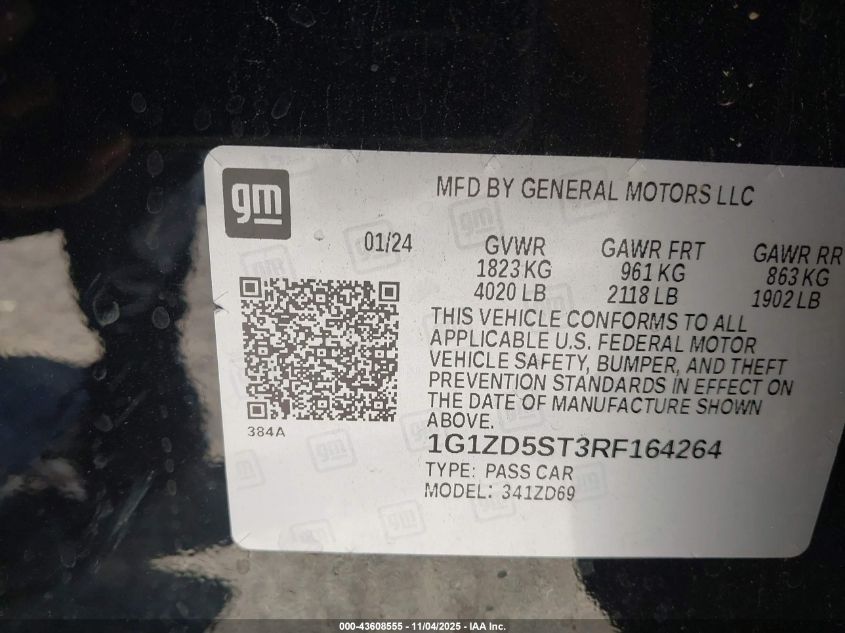 gm
MFD BY GENERAL MOTORS LLC
01/24
GVWR GAWR FRT GAWR RR
1823 KG 961 KG 863 KG
4020 LB 2118 LB 1902 LB
THIS VEHICLE CONFORMS TO ALL
APPLICABLE U.S. FEDERAL MOTOR
VEHICLE SAFETY, BUMPER, AND THEFT
PREVENTION STANDARDS IN EFFECT ON
THE DATE OF MANUFACTURE SHOWN
ABOVE.
384A
1G1ZD5ST3RF164264
TYPE: PASS CAR
MODEL: 341ZD69
000-43608555 - 11/04/2025 - IAA Inc.